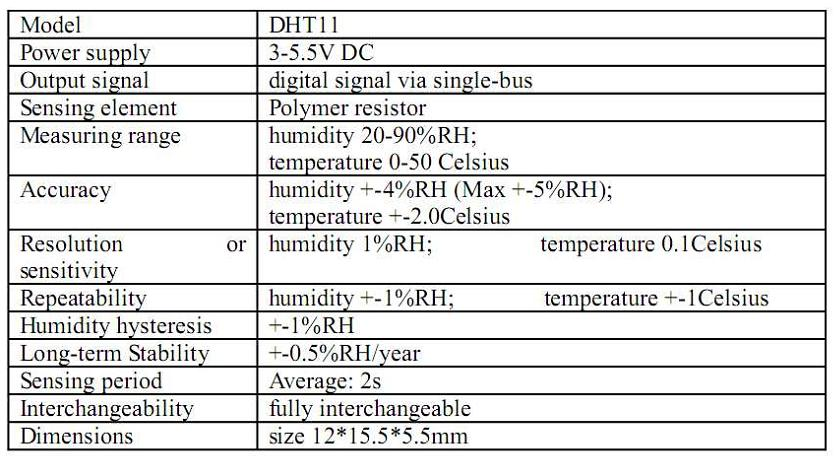 Model DHT11
Power supply 3-5.5V DC
Output signal digital signal via single-bus
Sensing element Polymer resistor
Measuring range humidity 20-90%RH;
temperature 0-50 Celsius
Accuracy humidity +-4%RH (Max +-5%RH);
temperature +-2.0Celsius
Resolution or humidity 1%RH; temperature 0.1Celsius
sensitivity
Repeatability humidity +-1%RH; temperature +-1Celsius
Humidity hysteresis +-1%RH
Long-term Stability +-0.5%RH/year
Sensing period Average: 2s
Interchangeability fully interchangeable
Dimensions size 12*15.5*5.5mm